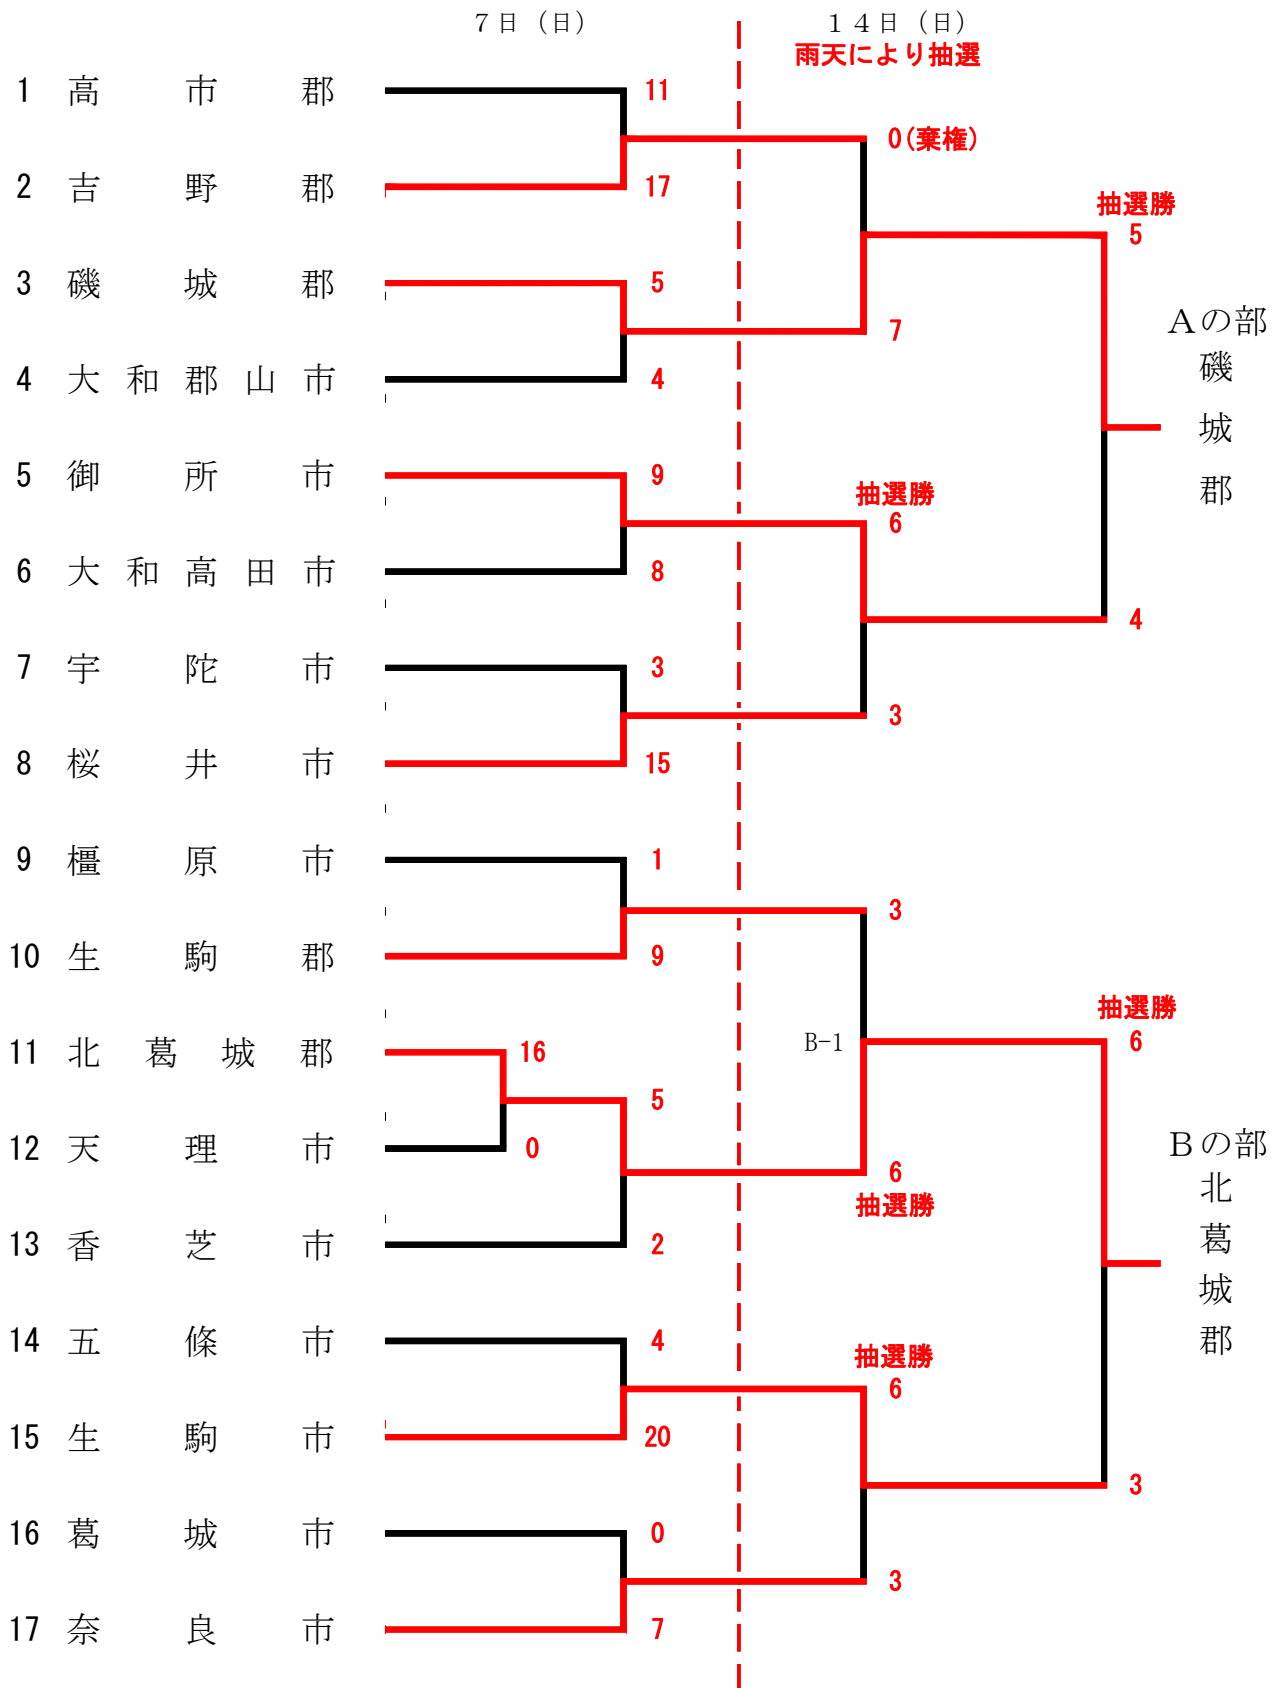 7日（日）
１４日（日）
雨天により抽選
1 高市郡
11
0(棄権)
2 吉野郡
17
抽選勝
5
3 磯城郡
5
7
4 大和郡山市
4
Aの部
磯城郡
5 御所市
9
抽選勝
6
6 大和高田市
8
4
7 宇陀市
3
3
8 桜井市
15
9 橿原市
1
3
10 生駒郡
9
抽選勝
6
11 北葛城郡
16
B-1
5
12 天理市
0
6
抽選勝
13 香芝市
2
Bの部
北葛城郡
14 五條市
4
抽選勝
6
15 生駒市
20
3
16 葛城市
0
3
17 奈良市
7